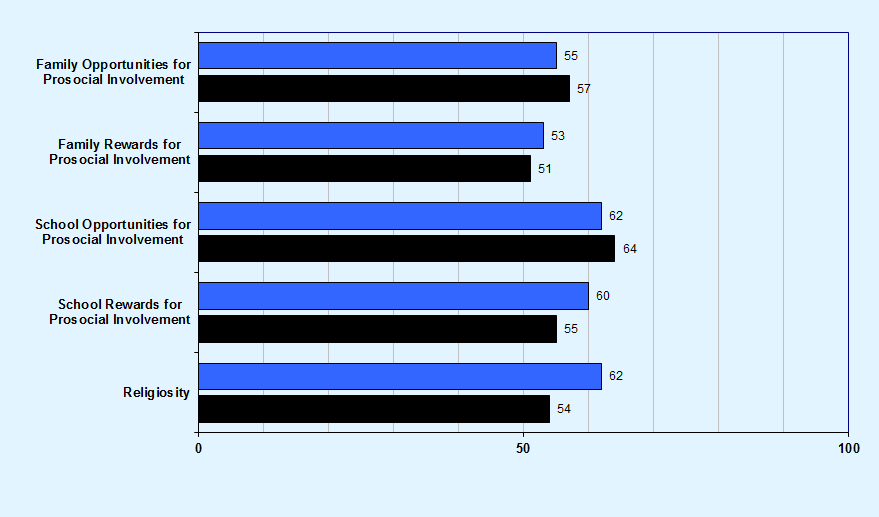 Family Opportunities for
Prosocial Involvement
55
57
Family Rewards for
Prosocial Involvement
53
51
School Opportunities for
Prosocial Involvement
62
64
School Rewards for
Prosocial Involvement
60
55
Religiosity
62
54
0 50 100